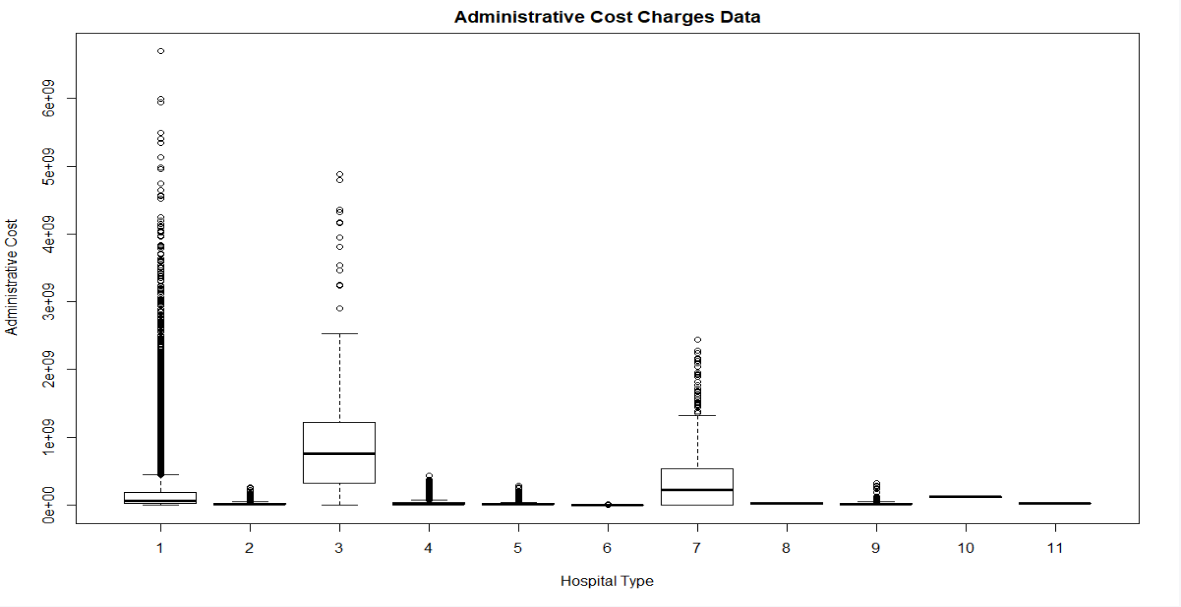 Administrative Cost Charges Data
Administrative Cost
6e+09
5e+09
4e+09
3e+09
2e+09
1e+09
0e+00
1 2 3 4 5 6 7 8 9 10 11
Hospital Type